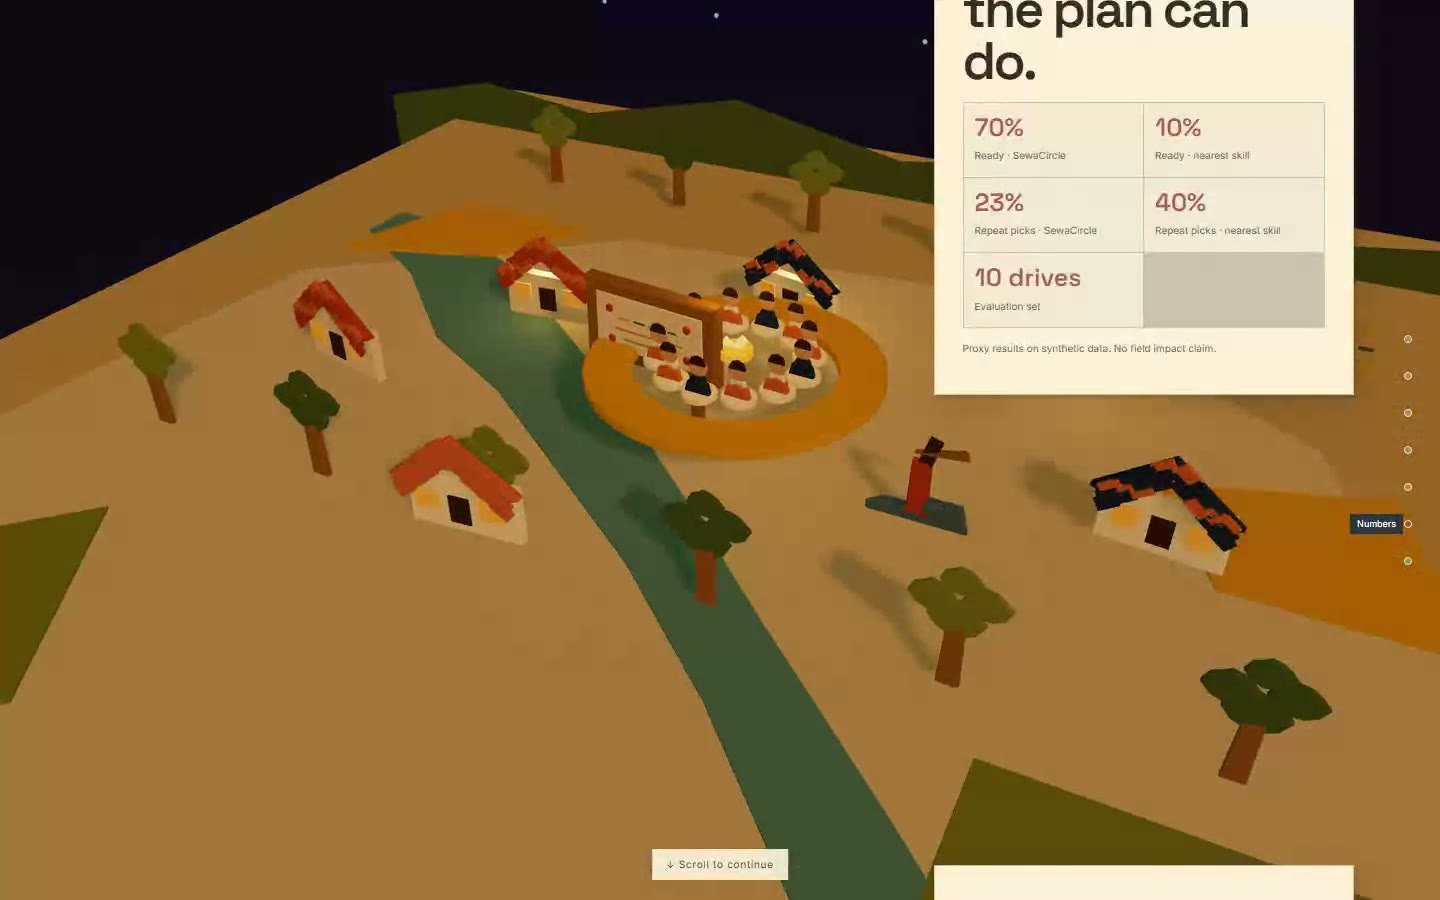 the plan can
do.
70%
Ready · SewaCircle
10%
Ready · nearest skill
23%
Repeat picks · SewaCircle
40%
Repeat picks · nearest skill
10 drives
Evaluation set
Proxy results on synthetic data. No field impact claim.
Numbers
↓ Scroll to continue